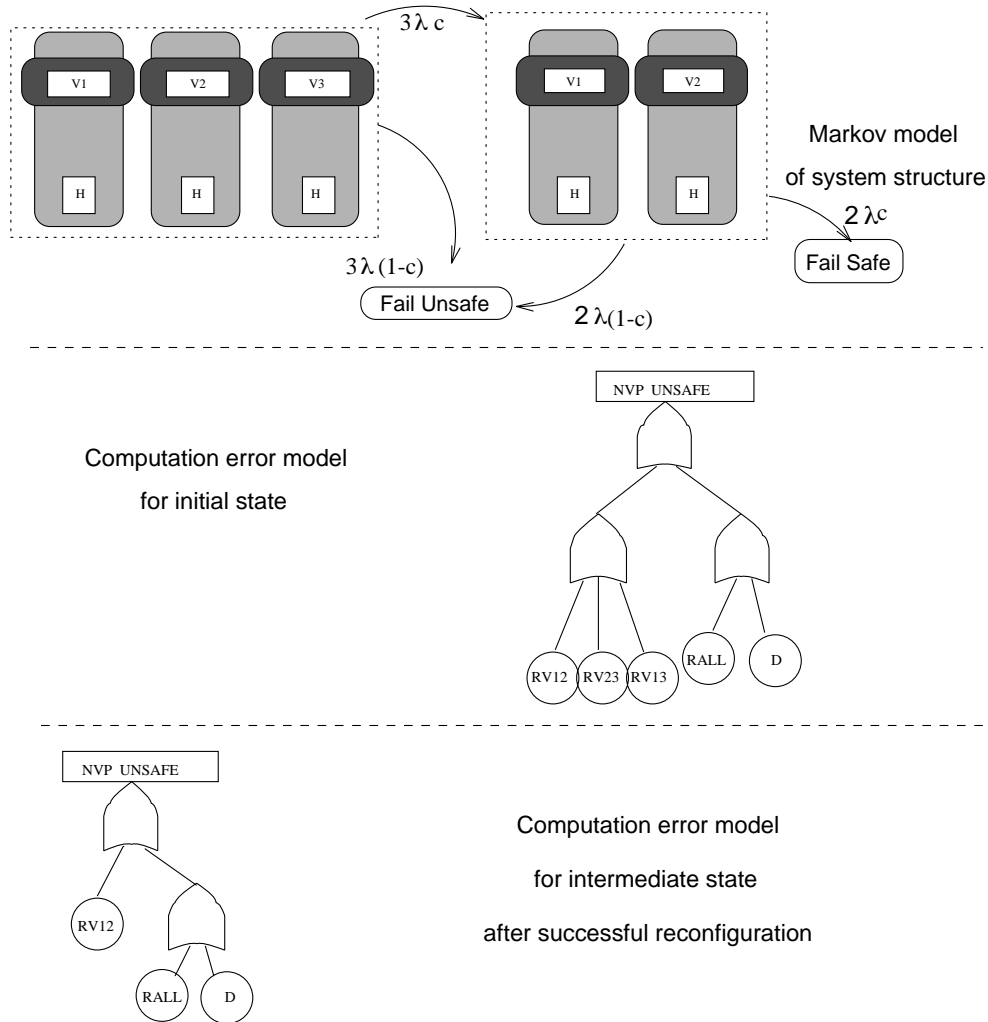 3λ c
V1 V2 V3
H H H
V1 V2
H H
Markov model
of system structure
2 λc
Fail Safe
3λ (1-c)
Fail Unsafe
2 λ(1-c)
NVP UNSAFE
Computation error model
for initial state
RV12 RV23 RV13 RALL D
NVP UNSAFE
Computation error model
for intermediate state
after successful reconfiguration
RV12
RALL D